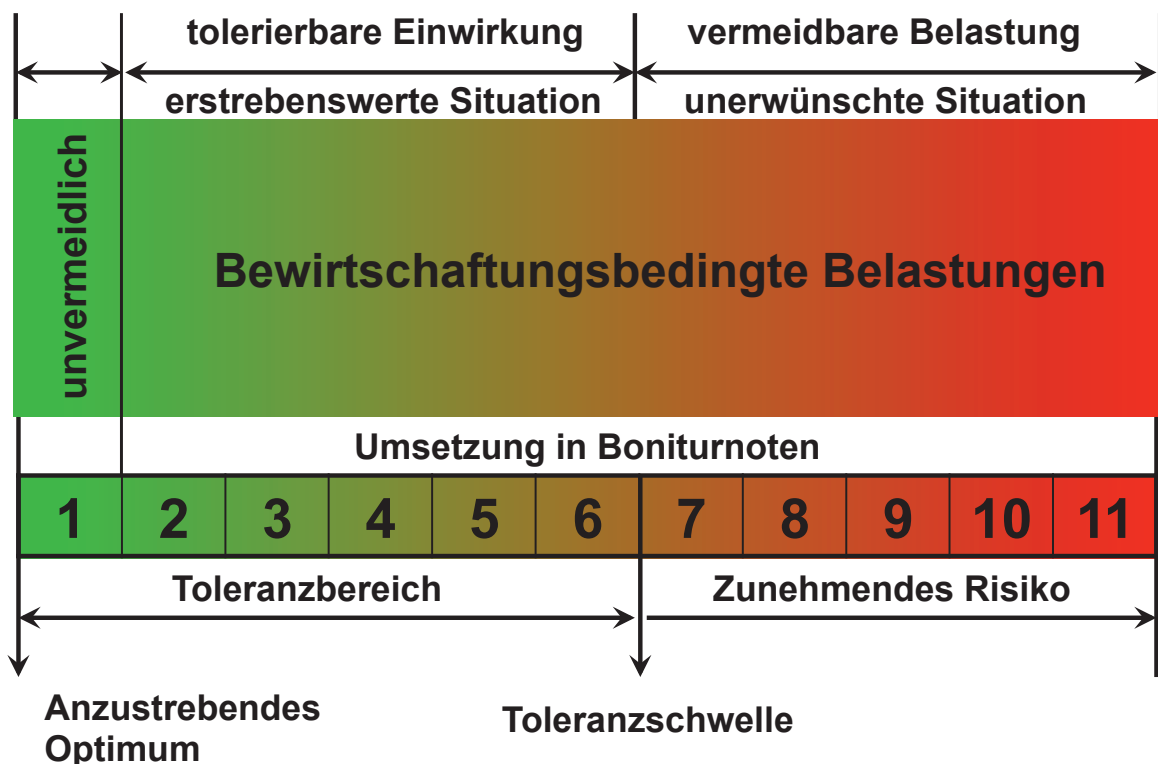 tolerierbare Einwirkung
vermeidbare Belastung
erstrebenswerte Situation
unerwünschte Situation
unvermeidlich
Bewirtschaftungsbedingte Belastungen
Umsetzung in Boniturnoten
1 2 3 4 5 6 7 8 9 10 11
Toleranzbereich
Zunehmendes Risiko
Anzustrebendes
Optimum
Toleranzschwelle